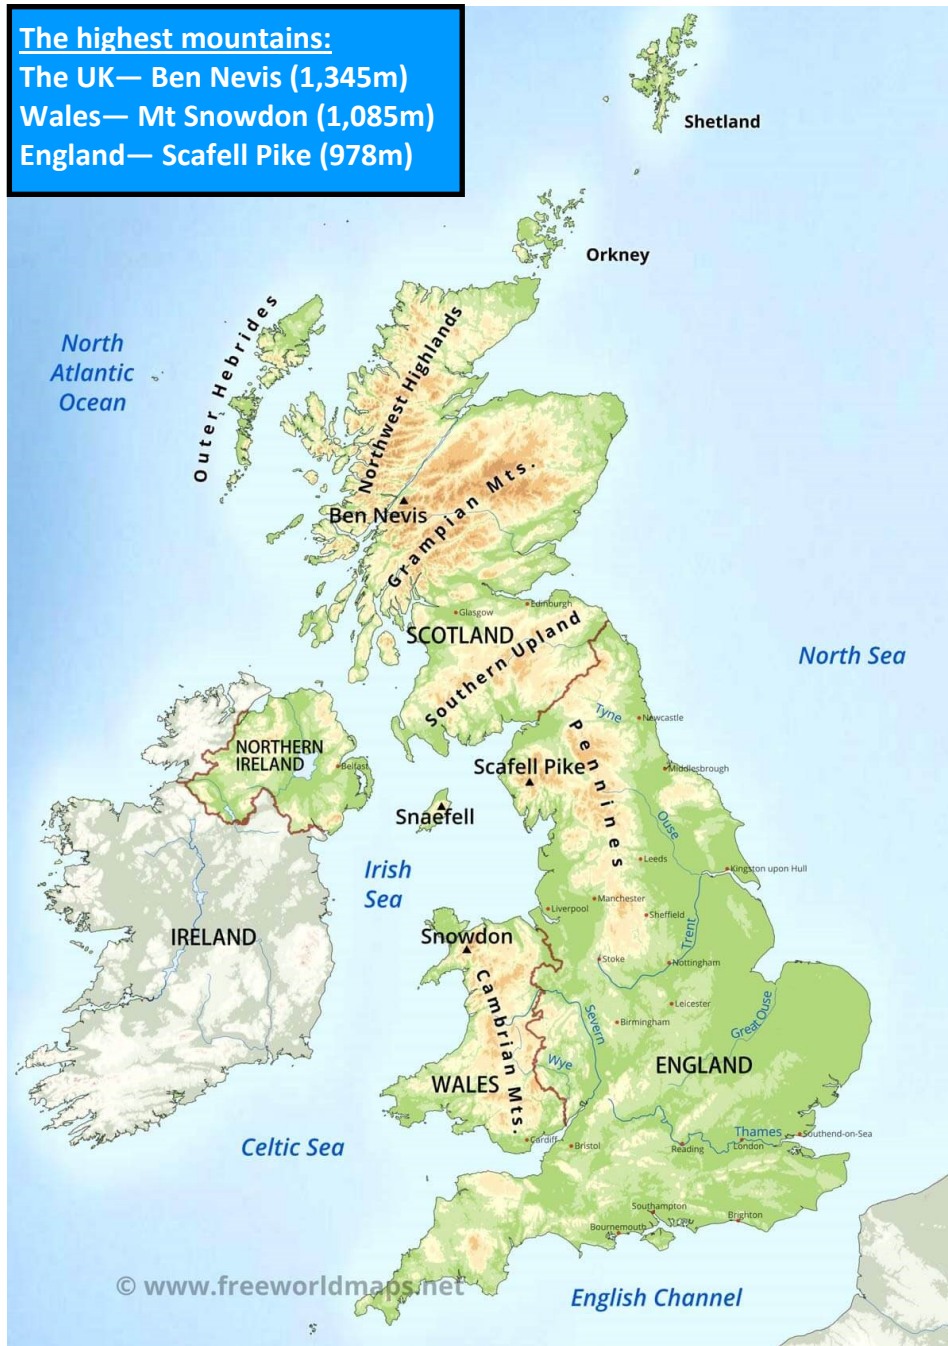 The highest mountains:
The UK— Ben Nevis (1,345m)
Wales— Mt Snowdon (1,085m)
England— Scafell Pike (978m)
Shetland
Orkney
Outer Hebrides
North
Atlantic
Ocean
Northwest Highlands
Ben Nevis
Grampian Mts.
Glasgow
Edinburgh
SCOTLAND
Southern Upland
North Sea
Tyne
Newcastle
NORTHERN
IRELAND
Belfast
Scafell Pike
Pennines
Middlesbrough
Snaefell
Ouse
Irish
Sea
Leeds
Kingston upon Hull
Manchester
Liverpool
Sheffield
IRELAND
Snowdon
Trent
Stoke
Nottingham
Cambrian Mts.
Leicester
Great Ouse
Severn
Birmingham
Wye
ENGLAND
WALES
Thames
Southend-on-Sea
Celtic Sea
Cardiff
Bristol
Reading
London
Southampton
Brighton
Bournemouth
© www.freeworldmaps.net
English Channel